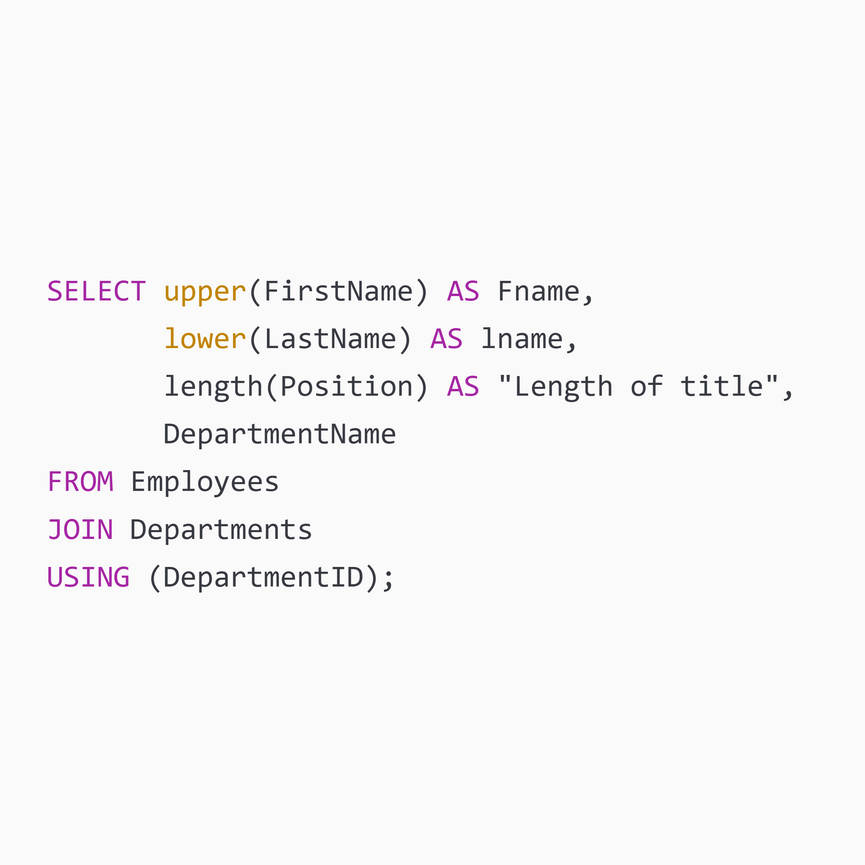 SELECT upper(FirstName) AS Fname,
lower(LastName) AS lname,
length(Position) AS "Length of title",
DepartmentName
FROM Employees
JOIN Departments
USING (DepartmentID);